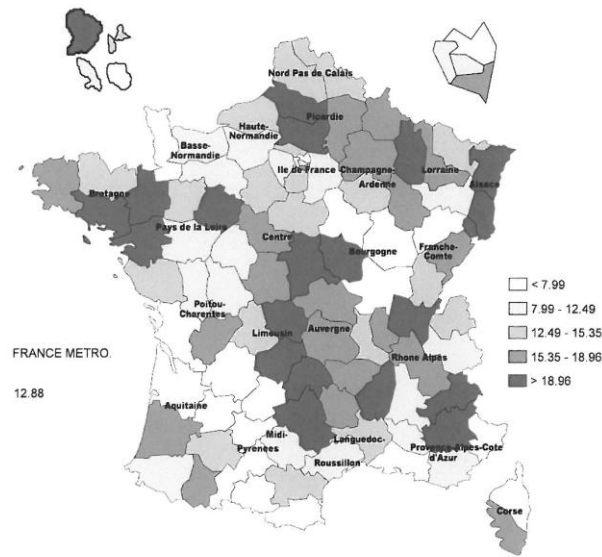 Nord Pas de Calais
Picardie
Haute-
Normandie
Basse-
Normandie
Ile de France
Champagne-
Ardenne
Lorraine
Alsace
Bretagne
Pays de la Loire
Centre
Bourgogne
Franche-
Comte
Poitou-
Charentes
Limousin
Auvergne
Rhone Alpes
Aquitaine
Midi-
Pyrenees
Languedoc-
Roussillon
Provence-Alpes-Cote
d'Azur
Corse
FRANCE METRO.
12.88
< 7.99
7.99 - 12.49
12.49 - 15.35
15.35 - 18.96
> 18.96